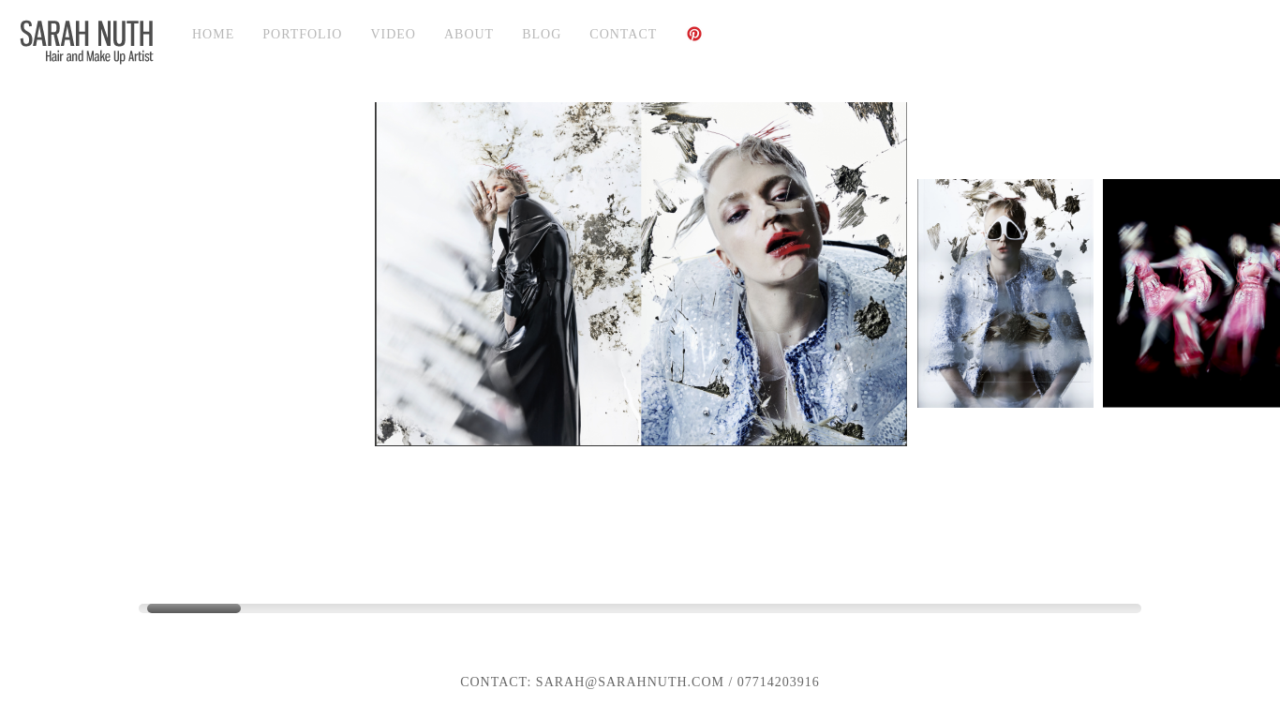 SARAH NUTH
Hair and Make Up Artist
HOME PORTFOLIO VIDEO ABOUT BLOG CONTACT
CONTACT: SARAH@SARAHNUTH.COM / 07714203916